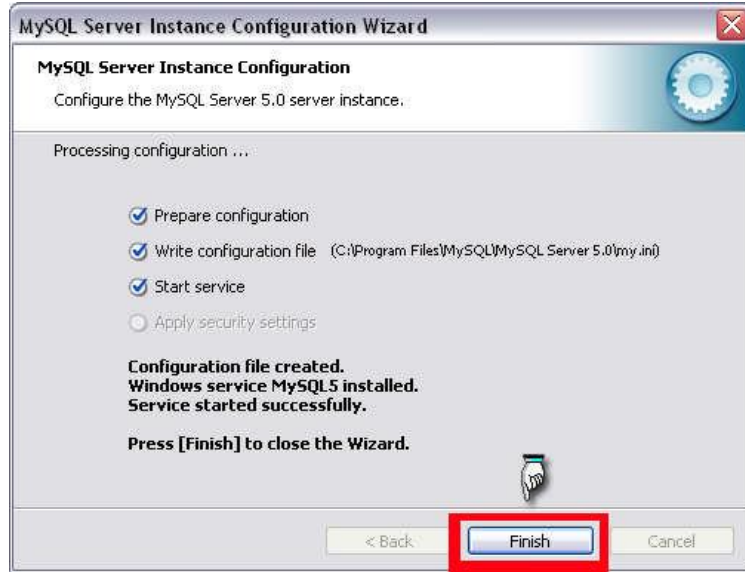 MySQL Server Instance Configuration Wizard
MySQL Server Instance Configuration
Configure the MySQL Server 5.0 server instance.
Processing configuration ...
Prepare configuration
Write configuration file (C:\Program Files\MySQL\MySQL Server 5.0\my.ini)
Start service
Apply security settings
Configuration file created.
Windows service MySQL5 installed.
Service started successfully.
Press [Finish] to close the Wizard.
< Back Finish Cancel